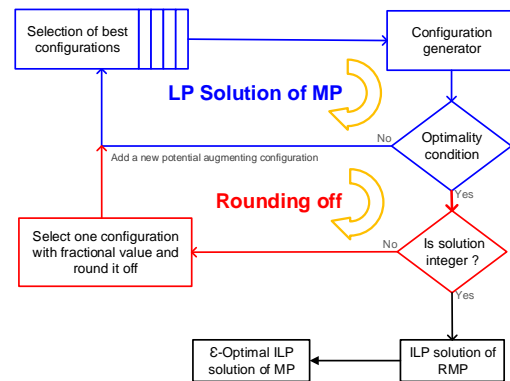 Selection of best
configurations
Configuration
generator
LP Solution of MP
No
Optimality
condition
Add a new potential augmenting configuration
Yes
Rounding off
Select one configuration
with fractional value and
round it off
No
Is solution
integer ?
Yes
Ɛ-Optimal ILP
solution of MP
ILP solution of
RMP